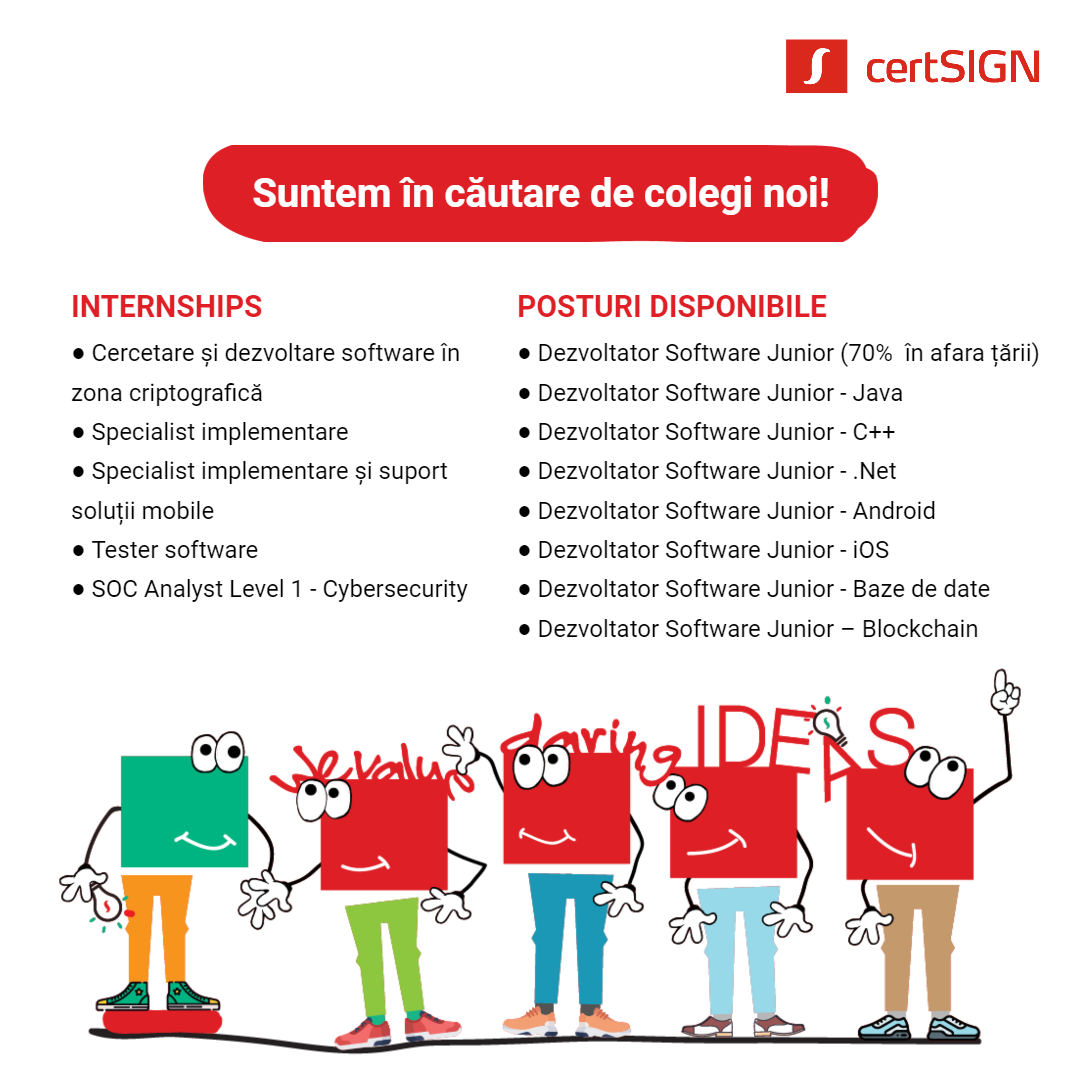 certSIGN
Suntem în căutare de colegi noi!
INTERNSHIPS
● Cercetare și dezvoltare software în
zona criptografică
● Specialist implementare
● Specialist implementare și suport
soluții mobile
● Tester software
● SOC Analyst Level 1 - Cybersecurity
POSTURI DISPONIBILE
● Dezvoltator Software Junior (70%  în afara țării)
● Dezvoltator Software Junior - Java
● Dezvoltator Software Junior - C++
● Dezvoltator Software Junior - .Net
● Dezvoltator Software Junior - Android
● Dezvoltator Software Junior - iOS
● Dezvoltator Software Junior - Baze de date
● Dezvoltator Software Junior – Blockchain
We value daring IDEAS